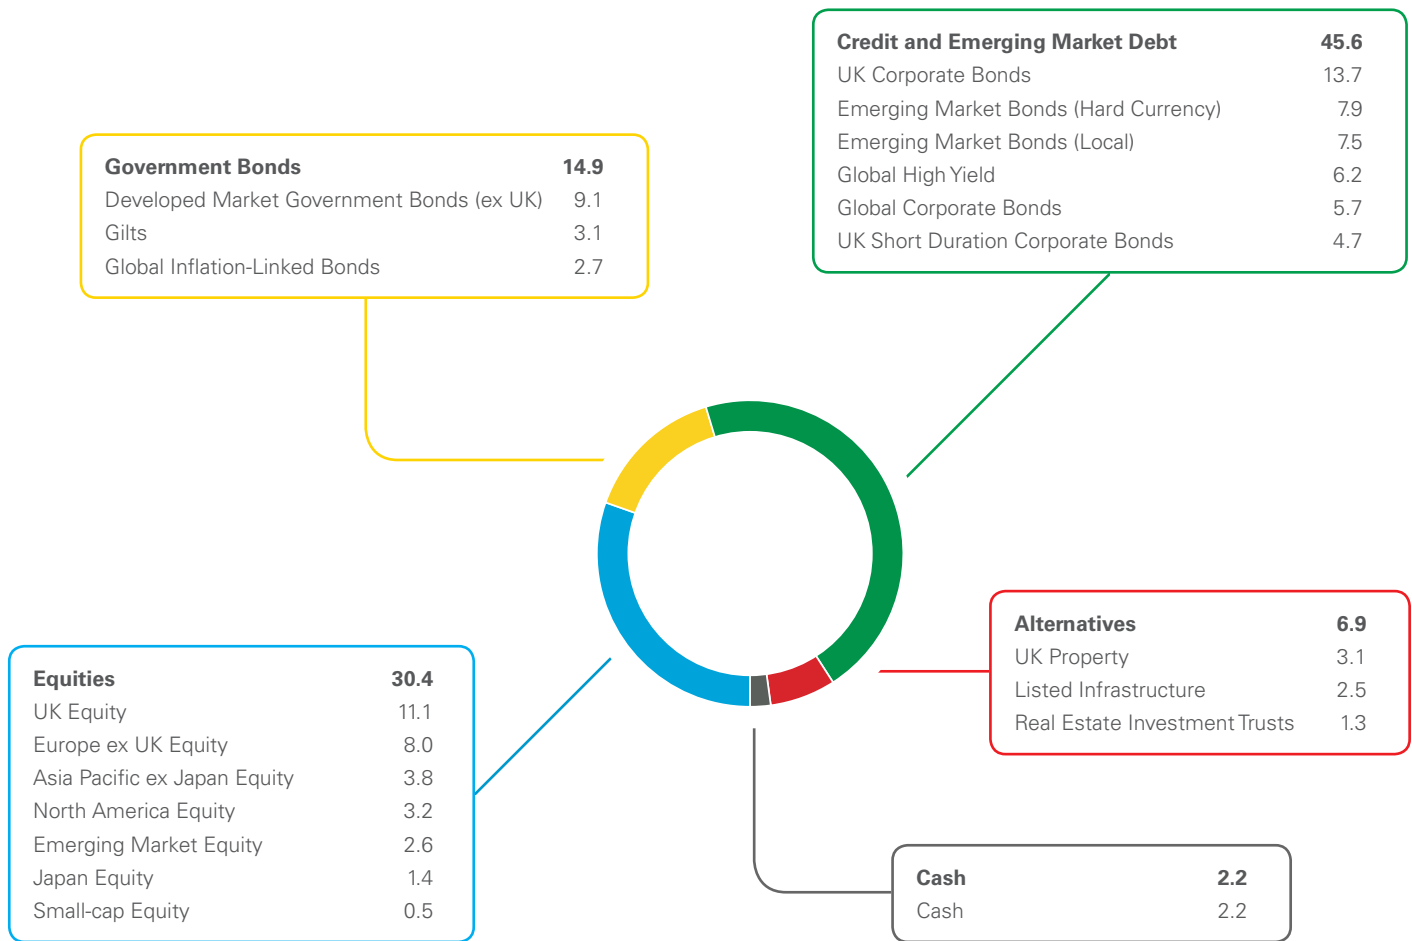 Credit and Emerging Market Debt 45.6
UK Corporate Bonds 13.7
Emerging Market Bonds (Hard Currency) 7.9
Emerging Market Bonds (Local) 7.5
Global High Yield 6.2
Global Corporate Bonds 5.7
UK Short Duration Corporate Bonds 4.7
Government Bonds 14.9
Developed Market Government Bonds (ex UK) 9.1
Gilts 3.1
Global Inflation-Linked Bonds 2.7
Alternatives 6.9
UK Property 3.1
Listed Infrastructure 2.5
Real Estate Investment Trusts 1.3
Equities 30.4
UK Equity 11.1
Europe ex UK Equity 8.0
Asia Pacific ex Japan Equity 3.8
North America Equity 3.2
Emerging Market Equity 2.6
Japan Equity 1.4
Small-cap Equity 0.5
Cash 2.2
Cash 2.2